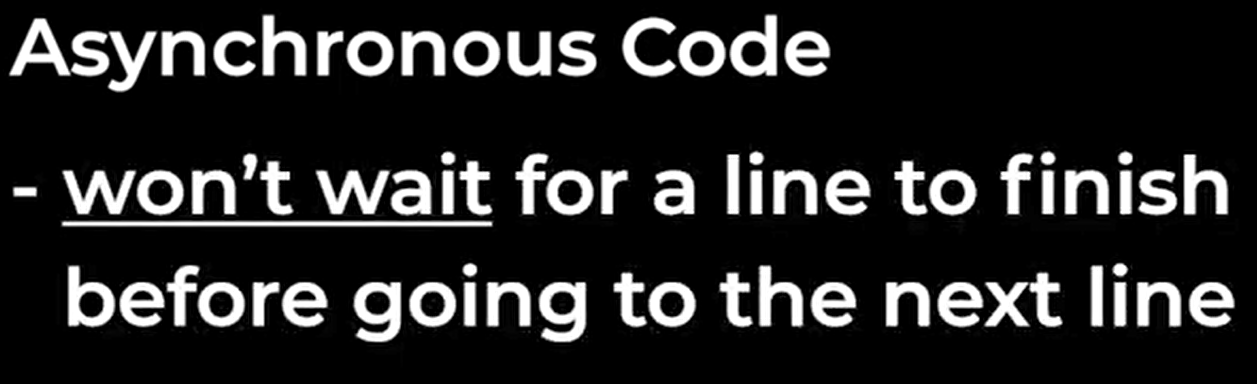 Asynchronous Code
- won’t wait for a line to finish
before going to the next line